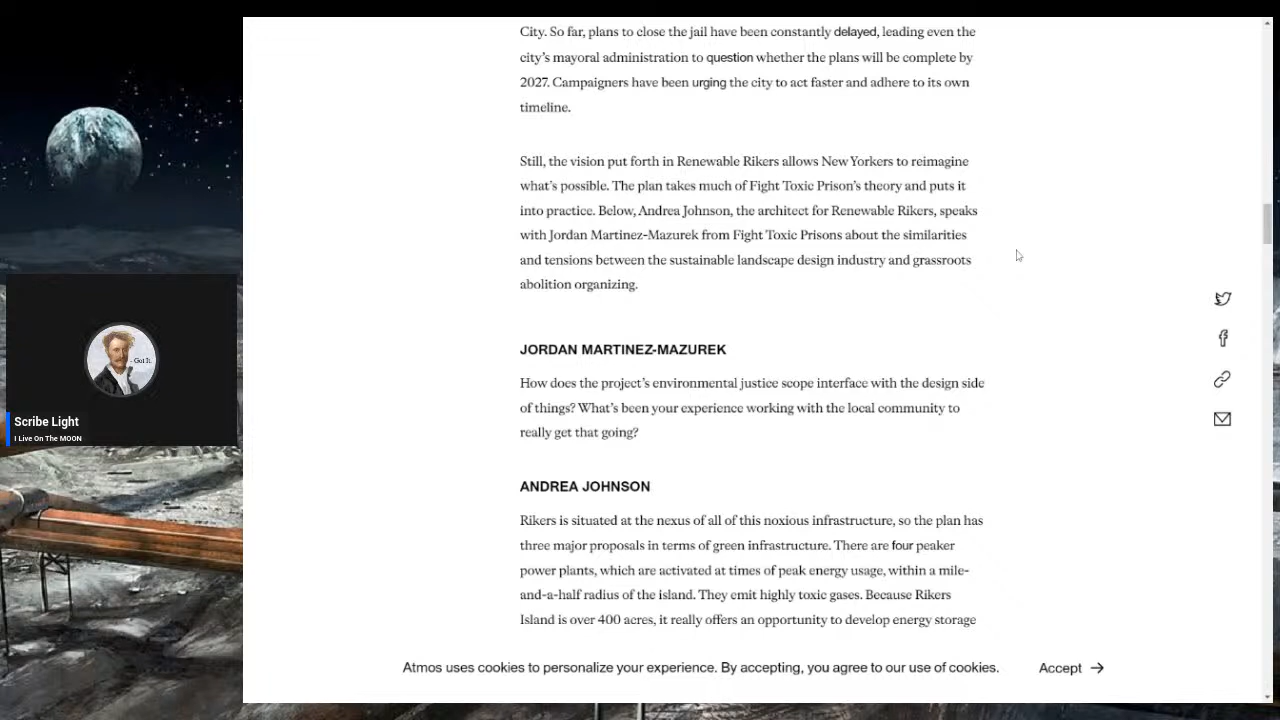 City. So far, plans to close the jail have been constantly delayed, leading even the
city's mayoral administration to question whether the plans will be complete by
2027. Campaigners have been urging the city to act faster and adhere to its own
timeline.
Still, the vision put forth in Renewable Rikers allows New Yorkers to reimagine
what's possible. The plan takes much of Fight Toxic Prison's theory and puts it
into practice. Below, Andrea Johnson, the architect for Renewable Rikers, speaks
with Jordan Martinez-Mazurek from Fight Toxic Prisons about the similarities
and tensions between the sustainable landscape design industry and grassroots
abolition organizing.
JORDAN MARTINEZ-MAZUREK
How does the project's environmental justice scope interface with the design side
of things? What's been your experience working with the local community to
really get that going?
ANDREA JOHNSON
Rikers is situated at the nexus of all of this noxious infrastructure, so the plan has
three major proposals in terms of green infrastructure. There are four peaker
power plants, which are activated at times of peak energy usage, within a mile-
and-a-half radius of the island. They emit highly toxic gases. Because Rikers
Island is over 400 acres, it really offers an opportunity to develop energy storage
Atmos uses cookies to personalize your experience. By accepting, you agree to our use of cookies.
Accept →
- Got It.
Scribe Light
I Live On The MOON